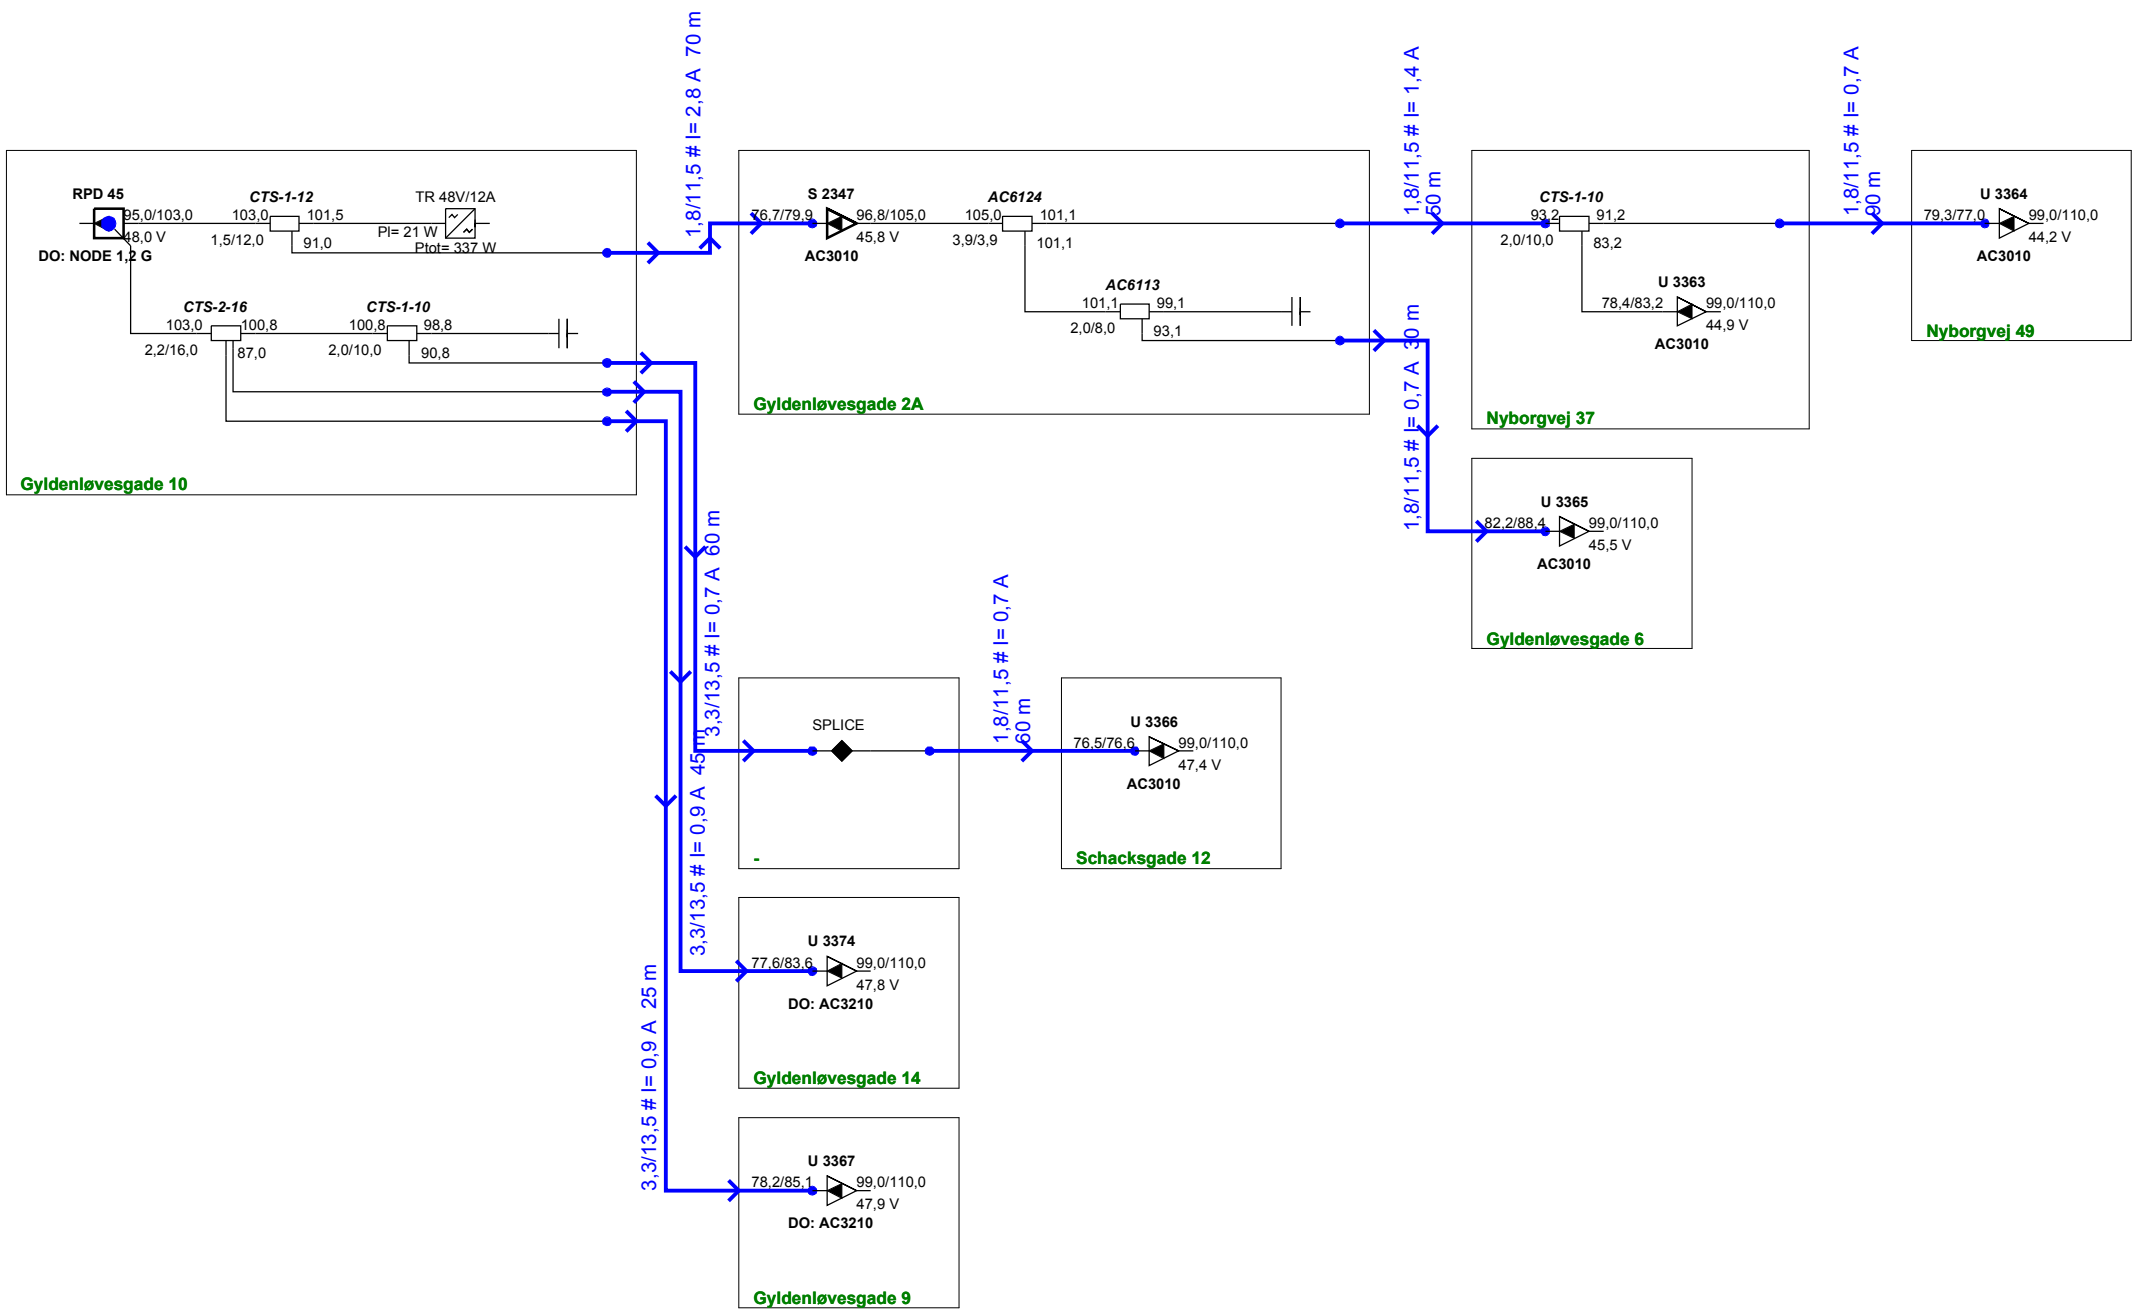 RPD 45
95,0/103,0
48,0 V
DO: NODE 1,2 G
CTS-1-12
103,0
101,5
1,5/12,0
91,0
TR 48V/12A
Pl= 21 W
Ptot= 337 W
CTS-2-16
103,0
100,8
2,2/16,0
87,0
CTS-1-10
100,8
98,8
2,0/10,0
90,8
Gyldenløvesgade 10
1,8/11,5 # I= 2,8 A 70 m
S 2347
76,7/79,9
96,8/105,0
45,8 V
AC3010
AC6124
105,0
101,1
3,9/3,9
101,1
AC6113
101,1
99,1
2,0/8,0
93,1
Gyldenløvesgade 2A
1,8/11,5 # I= 1,4 A
50 m
CTS-1-10
93,2
91,2
2,0/10,0
83,2
U 3363
78,4/83,2
99,0/110,0
44,9 V
AC3010
Nyborgvej 37
1,8/11,5 # I= 0,7 A
90 m
U 3364
79,3/77,0
99,0/110,0
44,2 V
AC3010
Nyborgvej 49
1,8/11,5 # I= 0,7 A 30 m
U 3365
82,2/88,4
99,0/110,0
45,5 V
AC3010
Gyldenløvesgade 6
3,3/13,5 # I= 0,7 A 60 m
SPLICE
-
1,8/11,5 # I= 0,7 A
60 m
U 3366
76,5/76,6
99,0/110,0
47,4 V
AC3010
Schacksgade 12
3,3/13,5 # I= 0,9 A 45 m
U 3374
77,6/83,6
99,0/110,0
47,8 V
DO: AC3210
Gyldenløvesgade 14
3,3/13,5 # I= 0,9 A 25 m
U 3367
78,2/85,1
99,0/110,0
47,9 V
DO: AC3210
Gyldenløvesgade 9